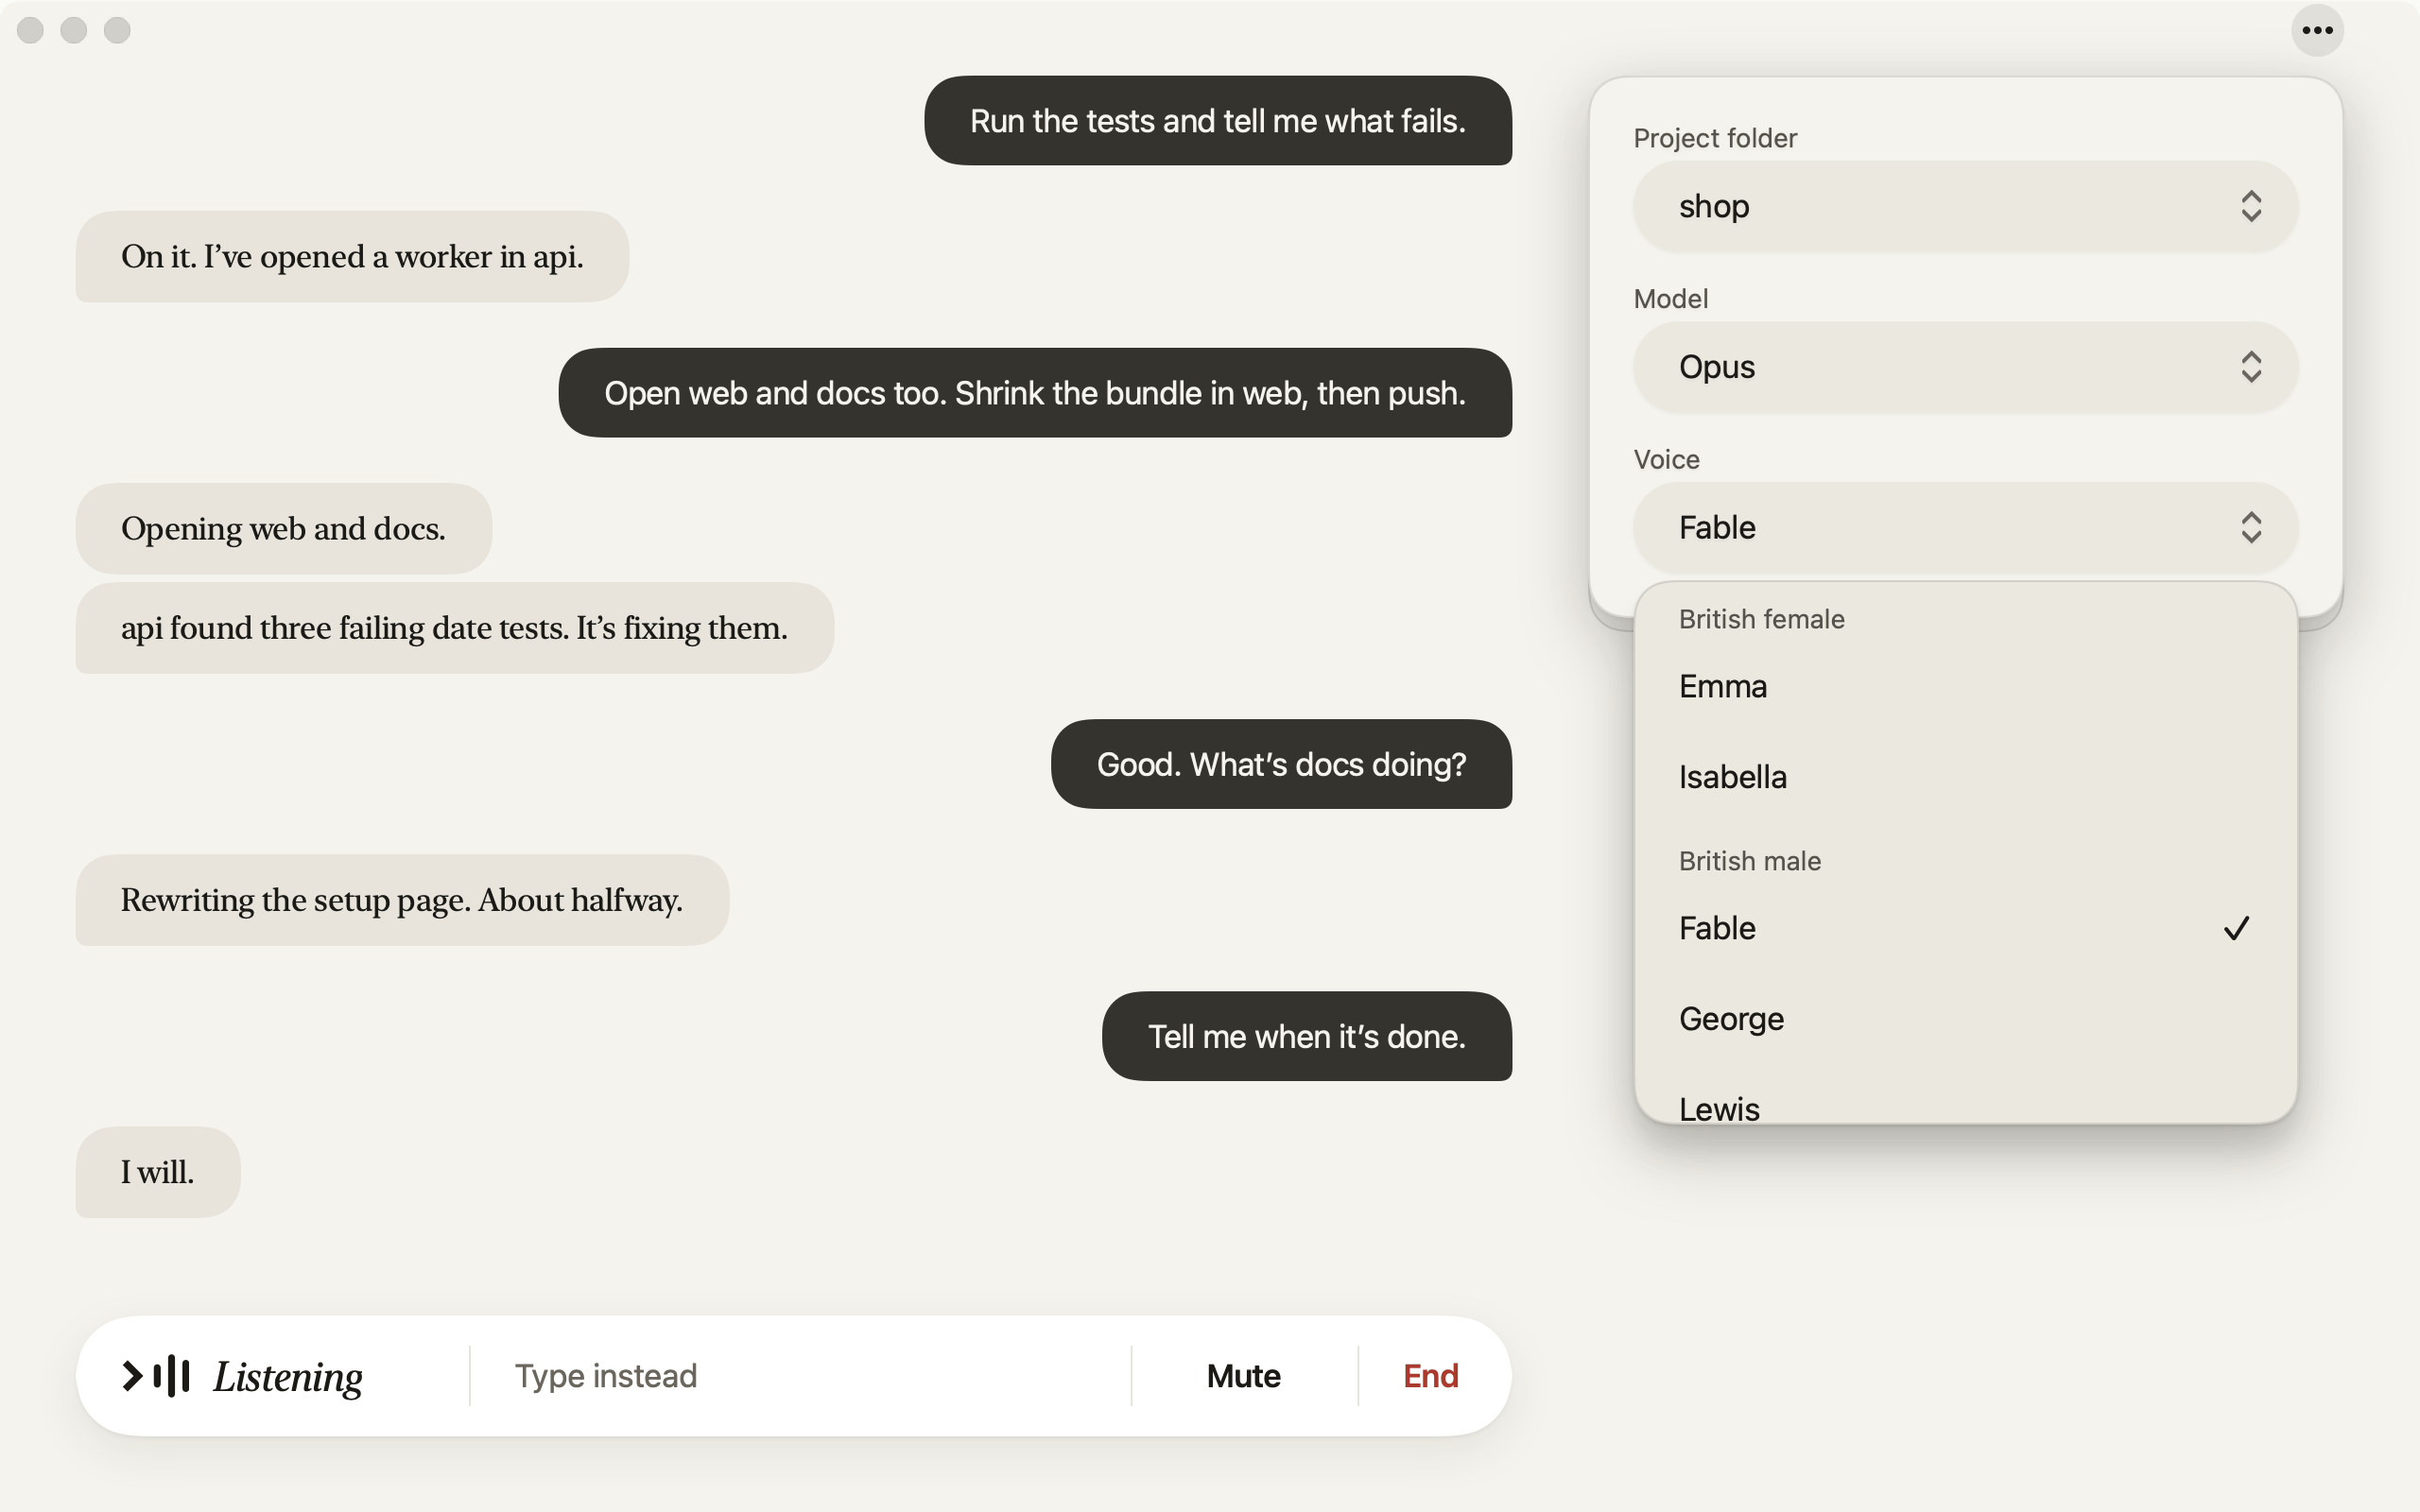 Run the tests and tell me what fails.
On it. I’ve opened a worker in api.
Open web and docs too. Shrink the bundle in web, then push.
Opening web and docs.
api found three failing date tests. It’s fixing them.
Good. What’s docs doing?
Rewriting the setup page. About halfway.
Tell me when it’s done.
I will.
Listening
Type instead
Mute
End
Project folder
shop
Model
Opus
Voice
Fable
British female
Emma
Isabella
British male
Fable
George
Lewis